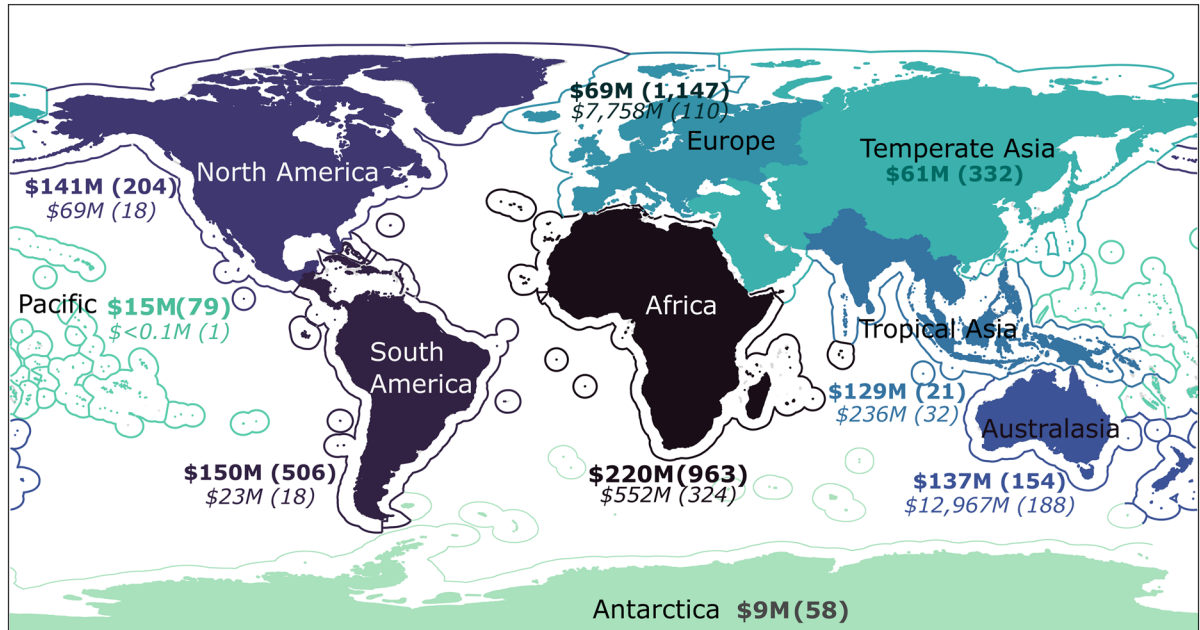 $69M (1,147)
$7,758M (110)
Europe
Temperate Asia
$61M (332)
North America
$141M (204)
$69M (18)
Pacific $15M(79)
$<0.1M (1)
Africa
Tropical Asia
South
America
$129M (21)
$236M (32)
Australasia
$150M (506)
$23M (18)
$220M(963)
$552M (324)
$137M (154)
$12,967M (188)
Antarctica $9M(58)